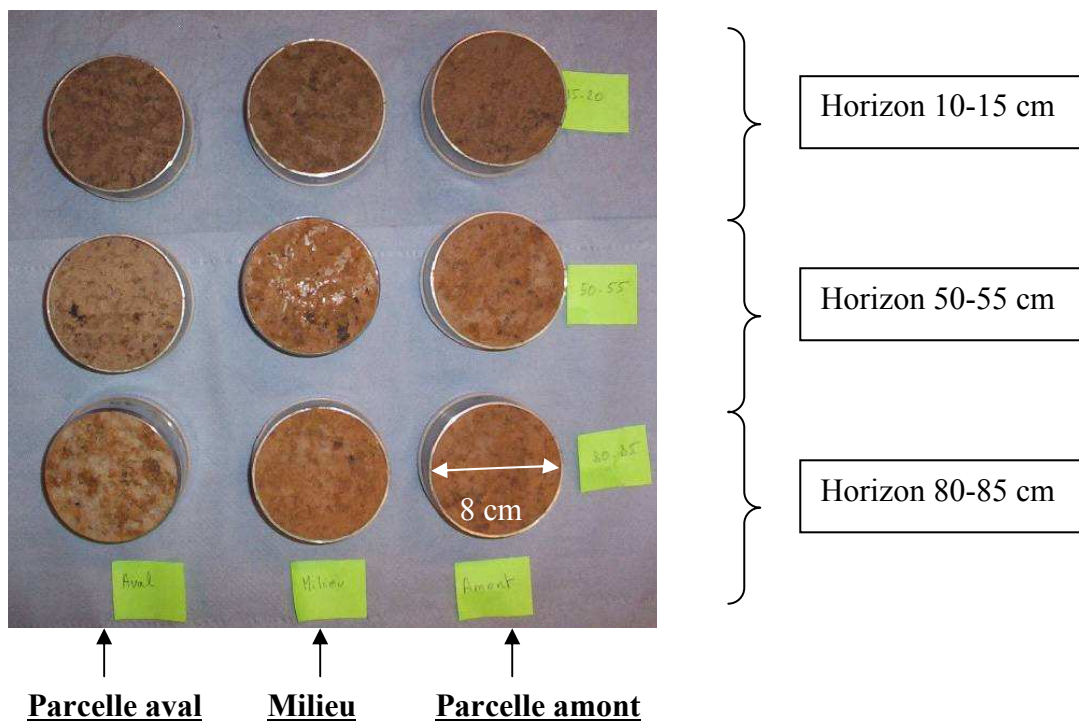 15-20
Horizon 10-15 cm
50-55
Horizon 50-55 cm
80-85
Horizon 80-85 cm
8 cm
Aval
Milieu
Amont
Parcelle aval
Milieu
Parcelle amont